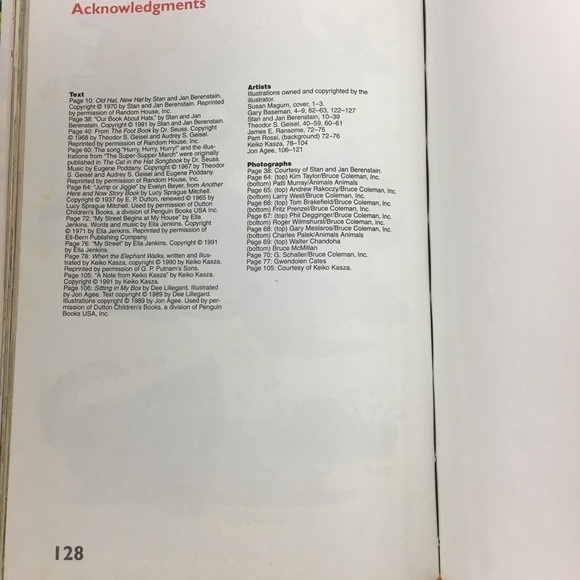 Acknowledgments
Text
Page 10: Old Hat, New Hat by Stan and Jan Berenstain.
Copyright © 1970 by Stan and Jan Berenstain. Reprinted
by permission of Random House, Inc.
Page 38: "Our Book About Hats," by Stan and Jan
Berenstain. Copyright © 1991 by Stan and Jan Berenstain.
Page 40: From The Foot Book by Dr. Seuss. Copyright
© 1968 by Theodor S. Geisel and Audrey S. Geisel.
Reprinted by permission of Random House, Inc.
Page 60: The song "Hurry, Hurry, Hurry!" and the illus-
trations from "The Super-Supper March" were originally
published in The Cat in the Hat Songbook by Dr. Seuss.
Music by Eugene Poddany. Copyright © 1967 by Theodor
S. Geisel and Audrey S. Geisel and Eugene Poddany.
Reprinted by permission of Random House, Inc.
Page 64: "Jump or Jiggle" by Evelyn Beyer, from Another
Here and Now Story Book by Lucy Sprague Mitchell.
Copyright © 1937 by E. P. Dutton, renewed © 1965 by
Lucy Sprague Mitchell. Used by permission of Dutton
Children's Books, a division of Penguin Books USA Inc.
Page 72: "My Street Begins at My House" by Ella
Jenkins. Words and music by Ella Jenkins. Copyright
© 1971 by Ella Jenkins. Reprinted by permission of
Ell-Bern Publishing Company.
Page 76: "My Street" by Ella Jenkins. Copyright © 1991
by Ella Jenkins.
Page 78: When the Elephant Walks, written and illus-
trated by Keiko Kasza, copyright © 1990 by Keiko Kasza.
Reprinted by permission of G. P. Putnam's Sons.
Page 105: "A Note from Keiko Kasza" by Keiko Kasza.
Copyright © 1991 by Keiko Kasza.
Page 106: Sitting in My Box by Dee Lillegard. Illustrated
by Jon Agee. Text copyright © 1989 by Dee Lillegard.
Illustrations copyright © 1989 by Jon Agee. Used by per-
mission of Dutton Children's Books, a division of Penguin
Books USA, Inc.
Artists
Illustrations owned and copyrighted by the
illustrator.
Susan Magurn, cover, 1–3.
Gary Baseman, 4–9, 62–63, 122–127
Stan and Jan Berenstain, 10–39
Theodor S. Geisel, 40–59, 60–61
James E. Ransome, 72–75
Pam Rossi, (background) 72–76
Keiko Kasza, 78–104
Jon Agee, 106–121
Photographs
Page 38: Courtesy of Stan and Jan Berenstain.
Page 64: (top) Kim Taylor/Bruce Coleman, Inc.
(bottom) Patti Murray/Animals Animals
Page 65: (top) Andrew Rakoczy/Bruce Coleman, Inc.
(bottom) Larry West/Bruce Coleman, Inc.
Page 66: (top) Tom Brakefield/Bruce Coleman, Inc.
(bottom) Fritz Prenzel/Bruce Coleman, Inc.
Page 67: (top) Phil Degginger/Bruce Coleman, Inc.
(bottom) Roger Wilmshurst/Bruce Coleman, Inc.
Page 68: (top) Gary Meslaros/Bruce Coleman, Inc.
(bottom) Charles Palek/Animals Animals
Page 69: (top) Walter Chandoha
(bottom) Bruce McMillan
Page 70: G. Schaller/Bruce Coleman, Inc.
Page 77: Gwendolen Cates
Page 105: Courtesy of Keiko Kasza.
128